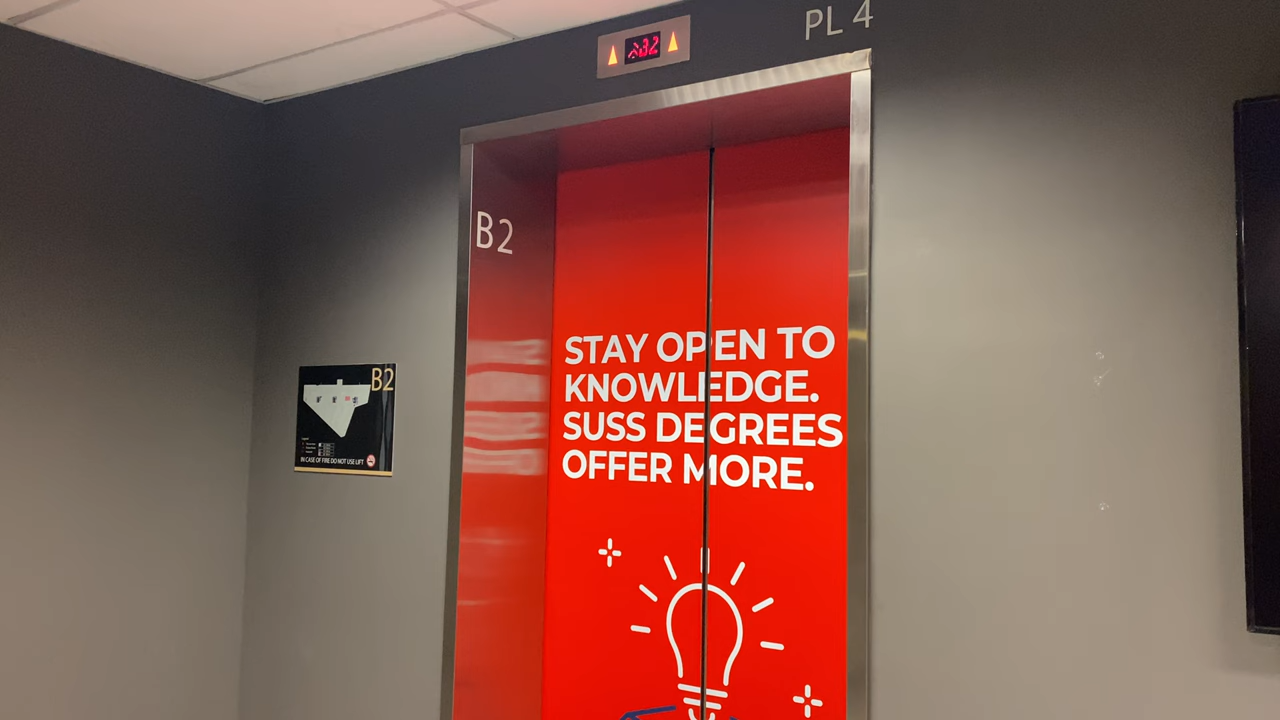 PL 4
B2
B2
STAY OPEN TO
KNOWLEDGE.
SUSS DEGREES
OFFER MORE.
B2
IN CASE OF FIRE DO NOT USE LIFT